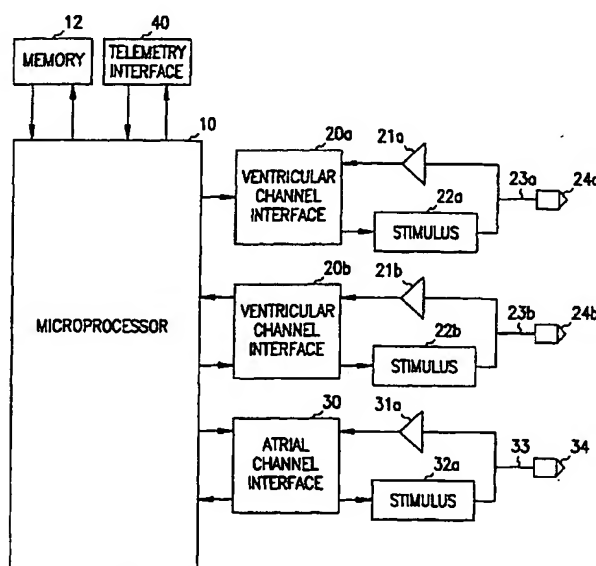 12
40
MEMORY
TELEMETRY
INTERFACE
10
20a
21a
VENTRICULAR
CHANNEL
INTERFACE
22a
STIMULUS
23a
24a
MICROPROCESSOR
20b
21b
VENTRICULAR
CHANNEL
INTERFACE
22b
STIMULUS
23b
24b
30
31a
ATRIAL
CHANNEL
INTERFACE
32a
STIMULUS
33
34